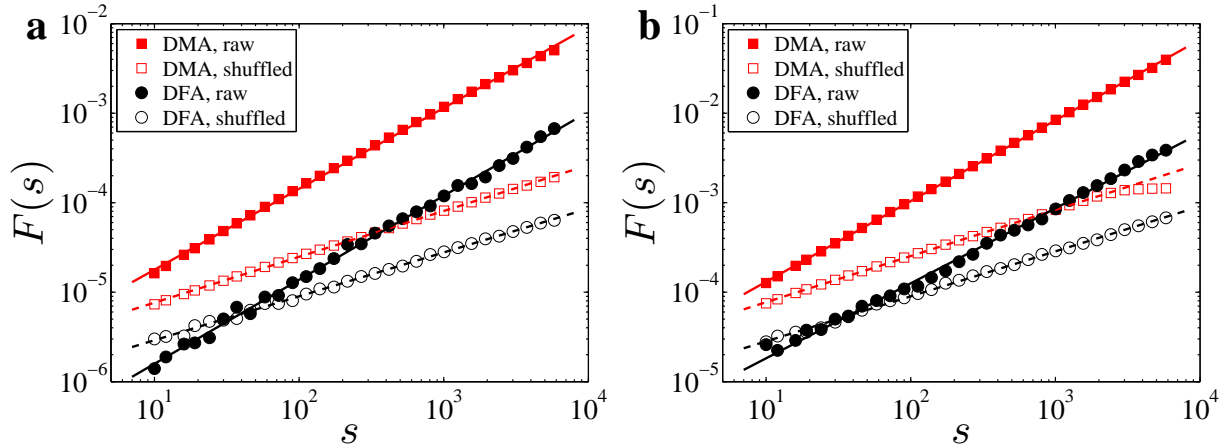 a
10^-1
10^-2
10^-3
10^-4
10^-5
10^-6
F(s)
DMA, raw
DMA, shuffled
DFA, raw
DFA, shuffled
10^1
10^2
10^3
10^4
s
b
10^-1
10^-2
10^-3
10^-4
10^-5
F(s)
DMA, raw
DMA, shuffled
DFA, raw
DFA, shuffled
10^1
10^2
10^3
10^4
s